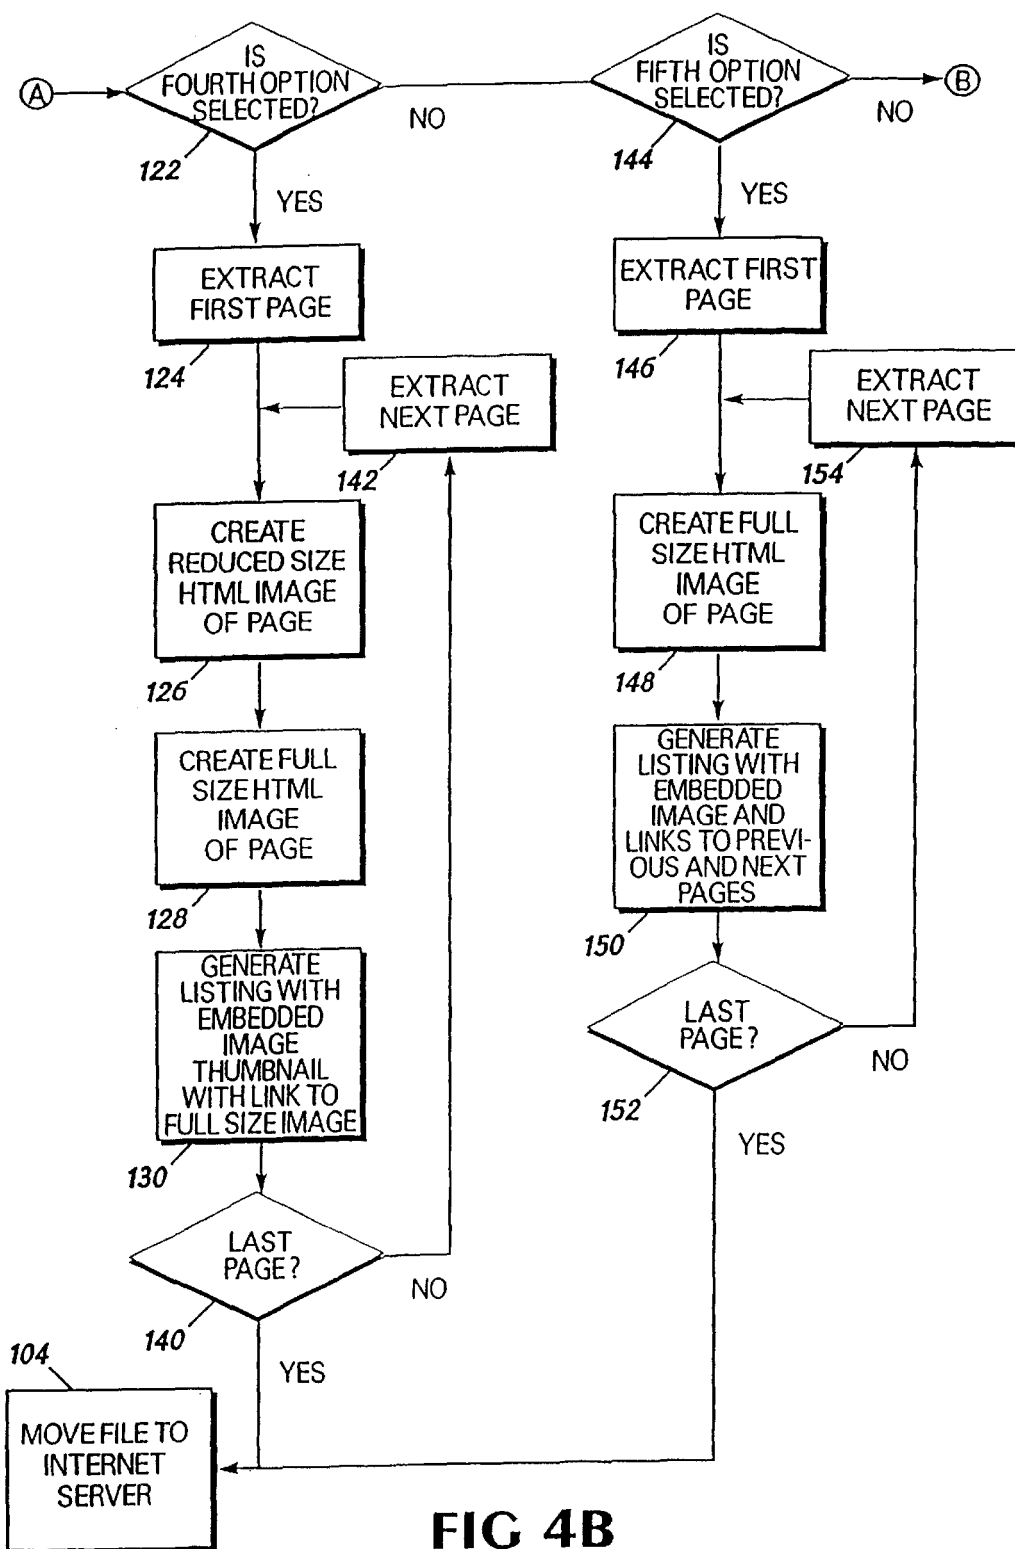 A
IS
FOURTH OPTION
SELECTED?
122
NO
YES
IS
FIFTH OPTION
SELECTED?
144
NO
B
YES
EXTRACT
FIRST PAGE
124
EXTRACT
NEXT PAGE
142
CREATE
REDUCED SIZE
HTML IMAGE
OF PAGE
126
CREATE FULL
SIZE HTML
IMAGE
OF PAGE
128
GENERATE
LISTING WITH
EMBEDDED
IMAGE
THUMBNAIL
WITH LINK TO
FULL SIZE IMAGE
130
LAST
PAGE?
140
NO
YES
EXTRACT FIRST
PAGE
146
EXTRACT
NEXT PAGE
154
CREATE FULL
SIZE HTML
IMAGE
OF PAGE
148
GENERATE
LISTING WITH
EMBEDDED
IMAGE AND
LINKS TO PREVI-
OUS AND NEXT
PAGES
150
LAST
PAGE?
152
NO
YES
104
MOVE FILE TO
INTERNET
SERVER
FIG 4B